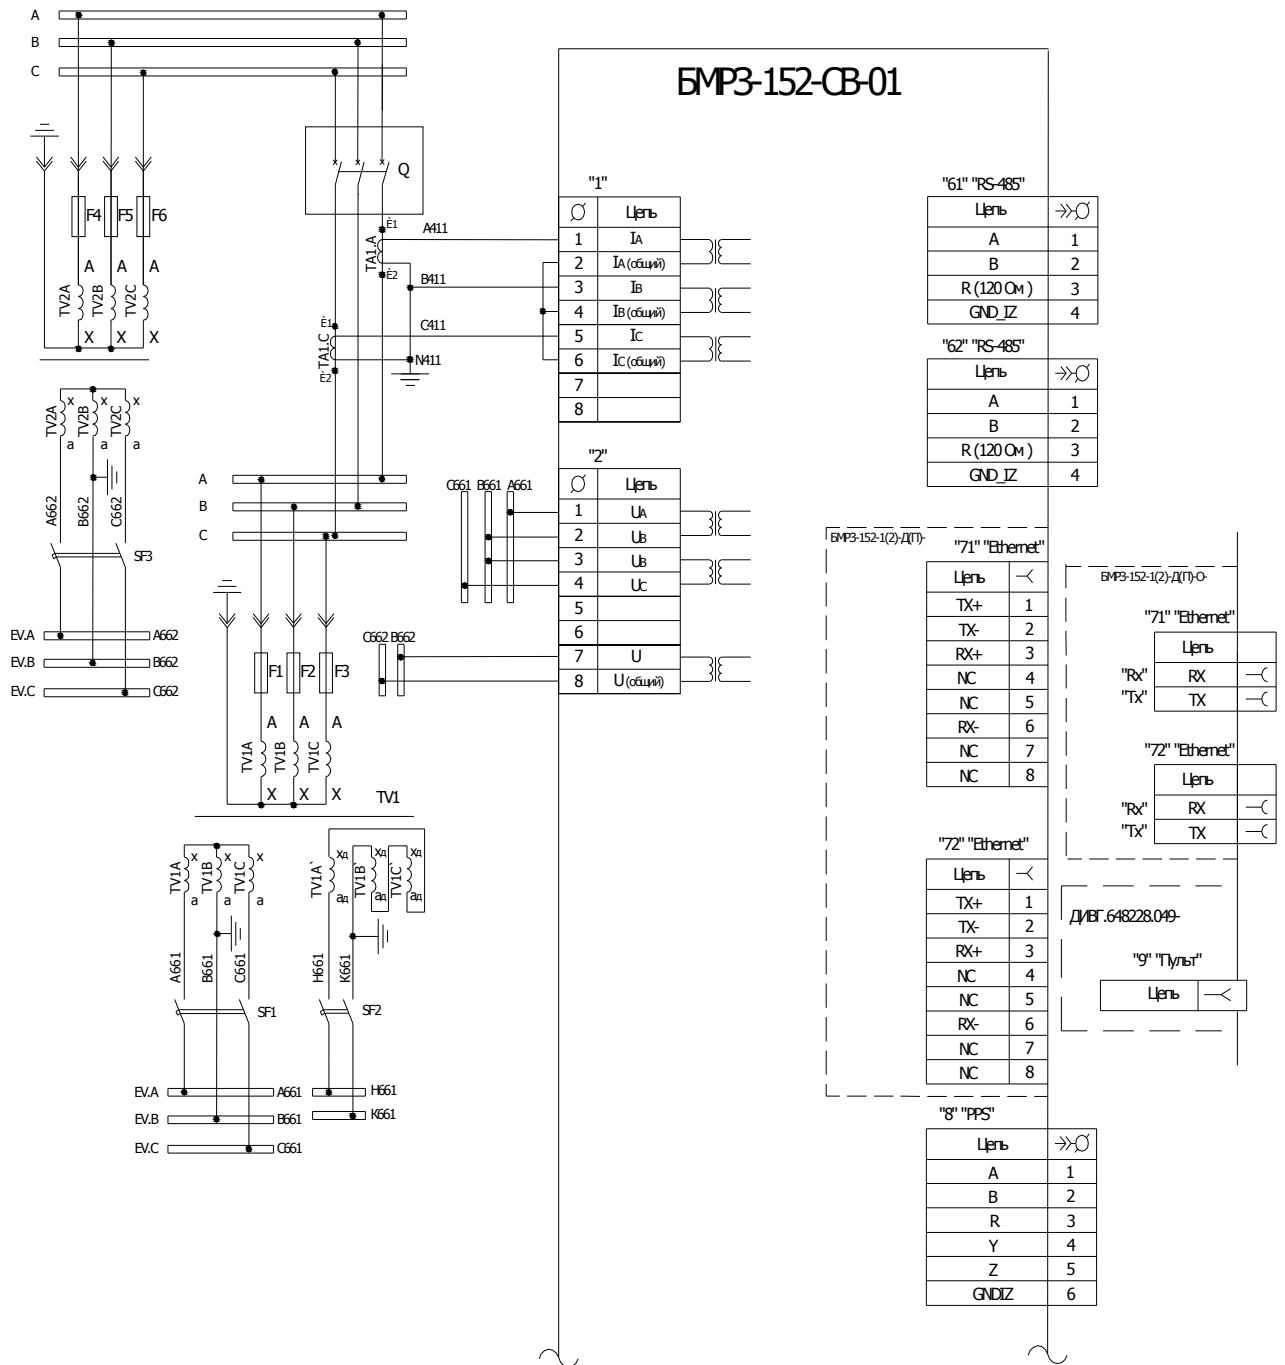 A
B
C
БМРЗ-152-СВ-01
F4
F5
F6
A
A
A
TV2A
TV2B
TV2C
X
X
X
Q
È1
TA1.A
È2
A411
B411
È1
TA1.C
È2
C411
N411
"1"
Цепь
1 IA
2 IA (общий)
3 IB
4 IB (общий)
5 IC
6 IC (общий)
7
8
"61" "RS-485"
Цепь
A 1
B 2
R (120 Ом) 3
GND_IZ 4
"62" "RS-485"
Цепь
A 1
B 2
R (120 Ом) 3
GND_IZ 4
TV2A
x
a
TV2B
x
a
TV2C
x
a
A662
B662
C662
SF3
EV.A A662
EV.B B662
EV.C C662
A
B
C
C661 B661 A661
"2"
Цепь
1 UA
2 UB
3 UB
4 UC
5
6
7 U
8 U (общий)
C662 B662
F1
F2
F3
A
A
A
TV1A
TV1B
TV1C
X
X
X
TV1
БМРЗ-152-1(2)-Д(П)-
"71" "Ethernet"
Цепь
TX+ 1
TX- 2
RX+ 3
NC 4
NC 5
RX- 6
NC 7
NC 8
БМРЗ-152-1(2)-Д(П)-О-
"71" "Ethernet"
Цепь
"Rx" RX
"Tx" TX
"72" "Ethernet"
Цепь
"Rx" RX
"Tx" TX
"72" "Ethernet"
Цепь
TX+ 1
TX- 2
RX+ 3
NC 4
NC 5
RX- 6
NC 7
NC 8
ДИВГ.648228.049-
"9" "Пульт"
Цепь
TV1A
x
a
TV1B
x
a
TV1C
x
a
TV1A`
xд
aд
TV1B`
xд
aд
TV1C`
xд
aд
A661
B661
C661
H661
K661
SF1
SF2
EV.A A661
EV.B B661
EV.C C661
H661
K661
"8" "PPS"
Цепь
A 1
B 2
R 3
Y 4
Z 5
GNDIZ 6